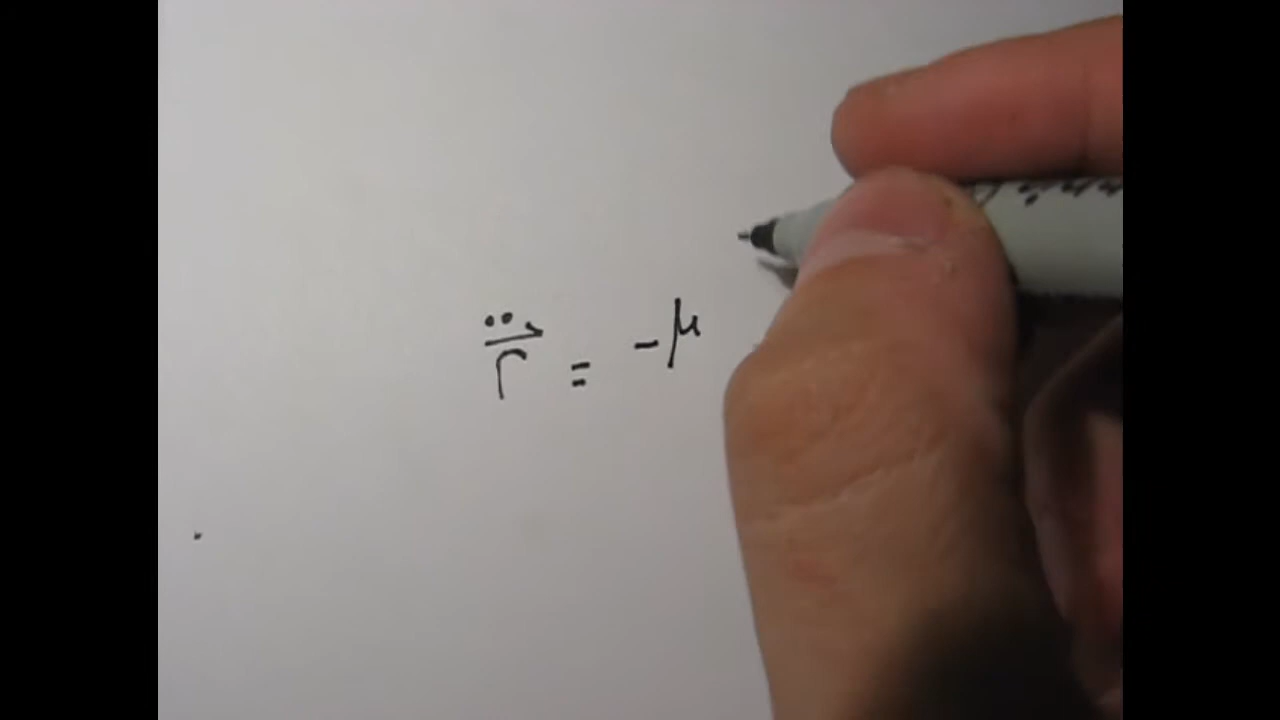 r̈⃗ = -μ